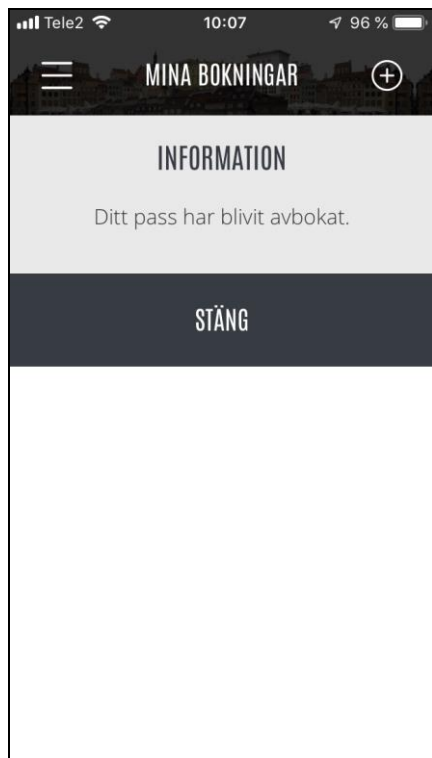 Tele2 10:07 96 %
MINA BOKNINGAR
INFORMATION
Ditt pass har blivit avbokat.
STÄNG